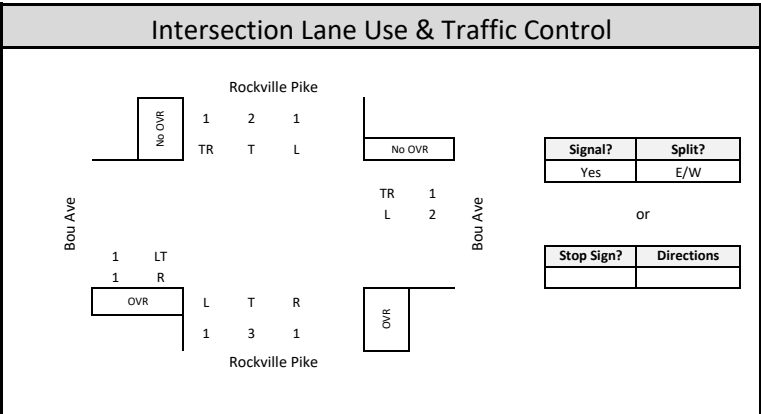 Intersection Lane Use & Traffic Control
Rockville Pike
No OVR
1 2 1
TR T L
No OVR
Signal? Split?
Yes E/W
Bou Ave
TR 1
L 2
Bou Ave
or
1 LT
1 R
Stop Sign? Directions
OVR
L T R
1 3 1
OVR
Rockville Pike